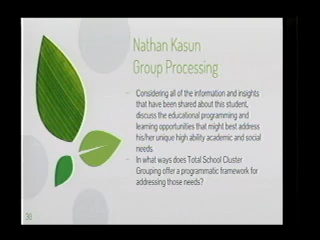 Nathan Kasun
Group Processing
Considering all of the information and insights
that have been shared about this student,
discuss the educational programming and
learning opportunities that might best address
his/her unique high ability academic and social
needs.
In what ways does Total School Cluster
Grouping offer a programmatic framework for
addressing those needs?